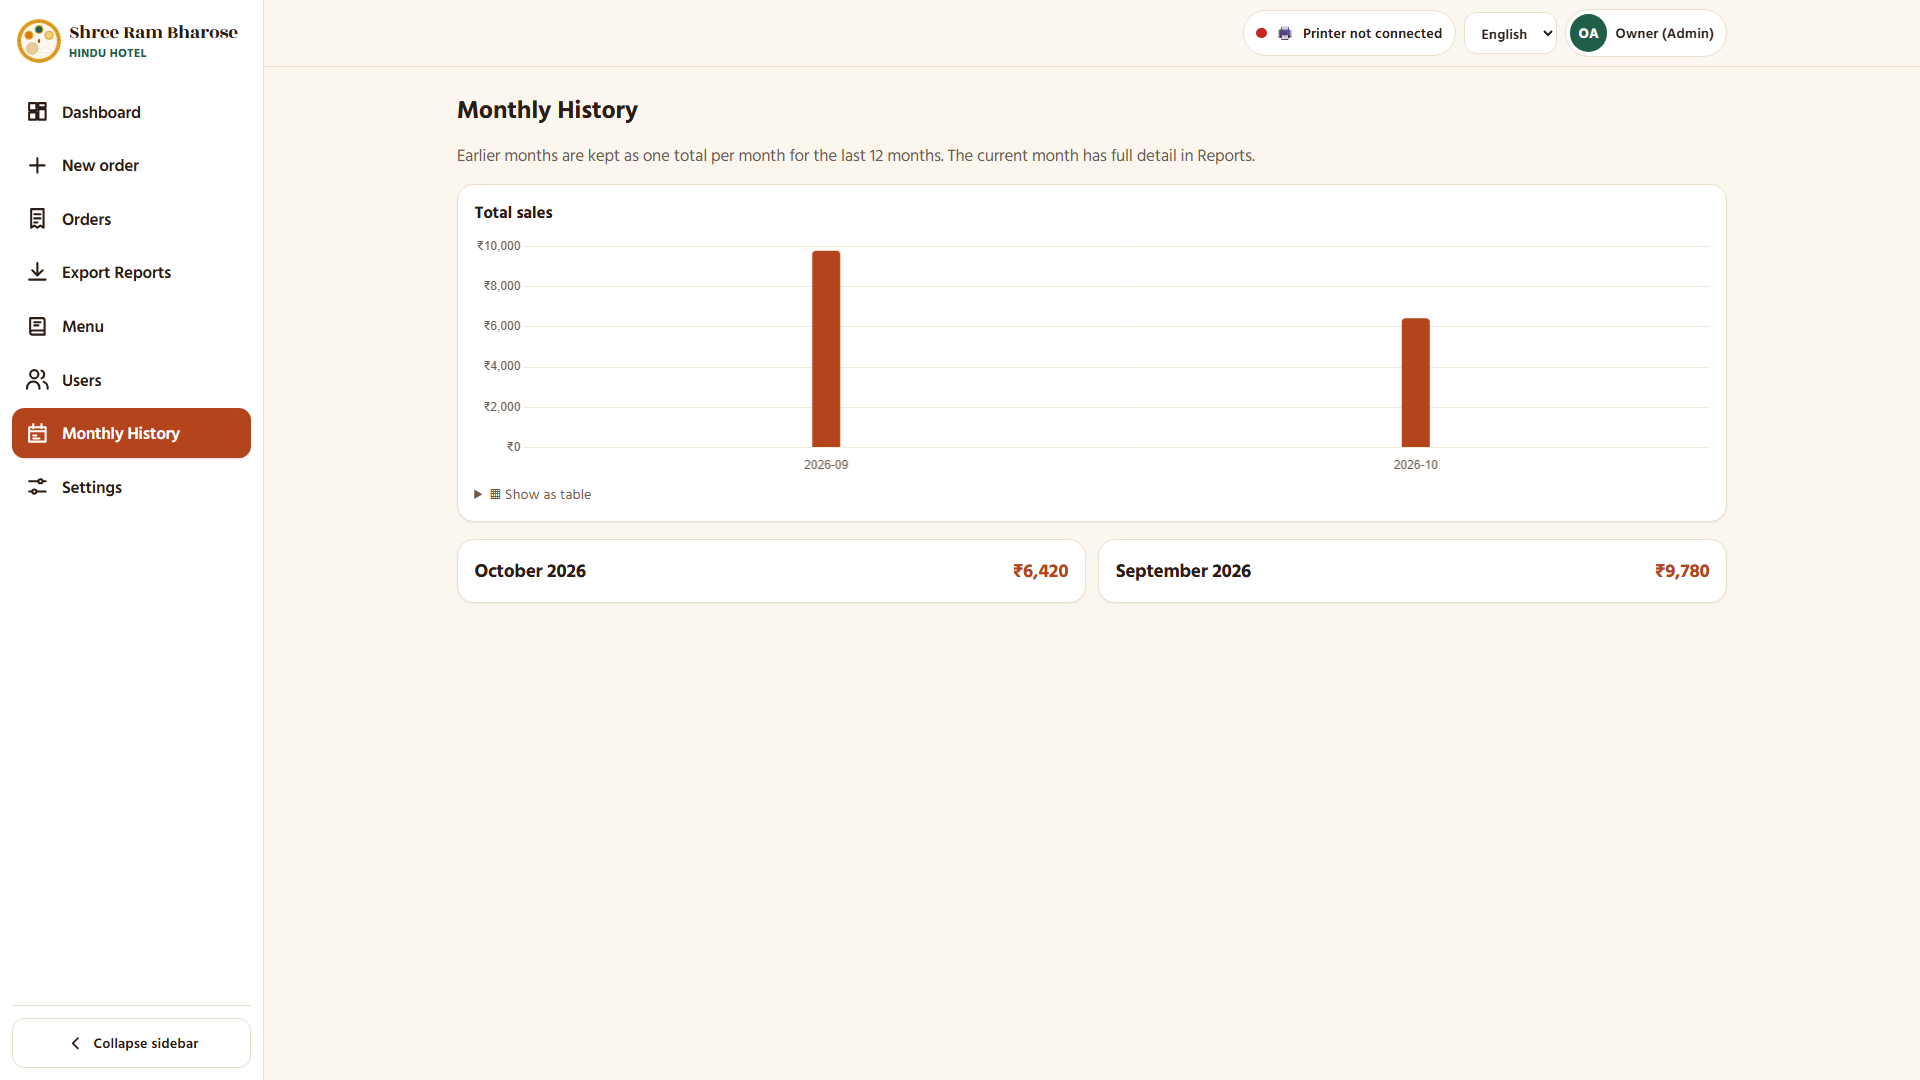 Shree Ram Bharose
HINDU HOTEL
Dashboard
New order
Orders
Export Reports
Menu
Users
Monthly History
Settings
Collapse sidebar
Printer not connected
English
OA
Owner (Admin)
Monthly History
Earlier months are kept as one total per month for the last 12 months. The current month has full detail in Reports.
Total sales
₹10,000
₹8,000
₹6,000
₹4,000
₹2,000
₹0
2026-09
2026-10
Show as table
October 2026
₹6,420
September 2026
₹9,780